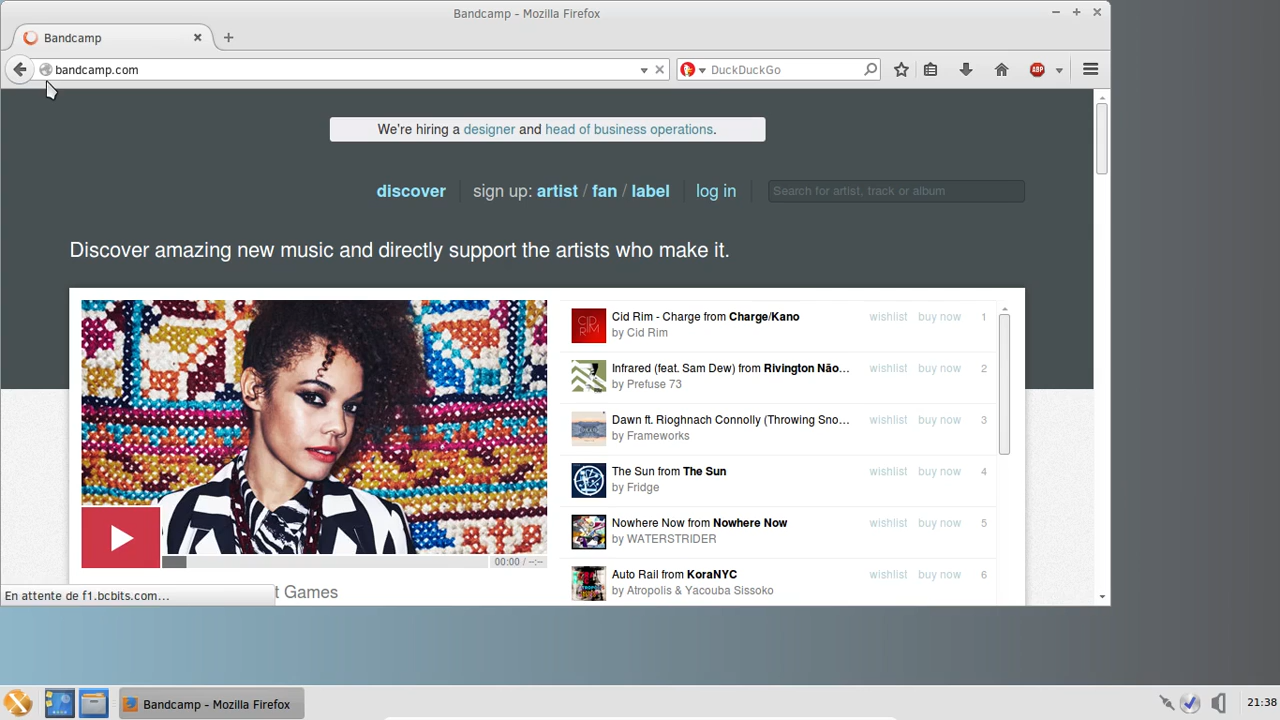 Bandcamp - Mozilla Firefox
Bandcamp
bandcamp.com
DuckDuckGo
ABP
We're hiring a designer and head of business operations.
discover sign up: artist / fan / label log in Search for artist, track or album
Discover amazing new music and directly support the artists who make it.
CID RIM
Cid Rim - Charge from Charge/Kano wishlist buy now 1
by Cid Rim
Infrared (feat. Sam Dew) from Rivington Não... wishlist buy now 2
by Prefuse 73
Dawn ft. Rioghnach Connolly (Throwing Sno... wishlist buy now 3
by Frameworks
The Sun from The Sun wishlist buy now 4
by Fridge
Nowhere Now from Nowhere Now wishlist buy now 5
by WATERSTRIDER
00:00 / --:--
Auto Rail from KoraNYC wishlist buy now 6
by Atropolis & Yacouba Sissoko
t Games
En attente de f1.bcbits.com...
Bandcamp - Mozilla Firefox
21:38